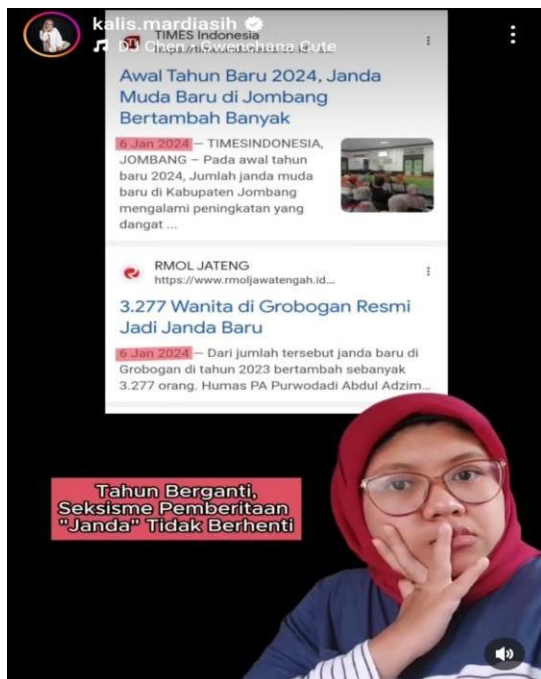 kalis.mardiasih
DJ Chen • Gwenchana Cute
TIMES Indonesia
Awal Tahun Baru 2024, Janda
Muda Baru di Jombang
Bertambah Banyak
6 Jan 2024 — TIMESINDONESIA,
JOMBANG – Pada awal tahun
baru 2024, Jumlah janda muda
baru di Kabupaten Jombang
mengalami peningkatan yang
dangat ...
RMOL JATENG
https://www.rmoljawatengah.id...
3.277 Wanita di Grobogan Resmi
Jadi Janda Baru
6 Jan 2024 — Dari jumlah tersebut janda baru di
Grobogan di tahun 2023 bertambah sebanyak
3.277 orang. Humas PA Purwodadi Abdul Adzim...
Tahun Berganti,
Seksisme Pemberitaan
"Janda" Tidak Berhenti